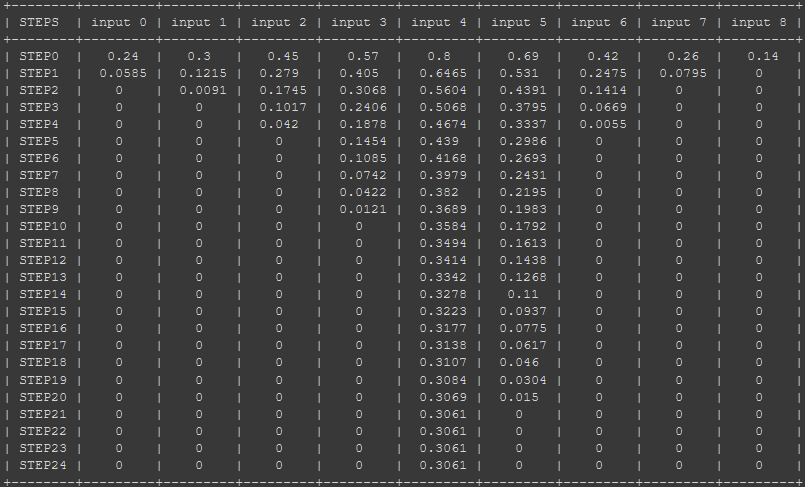 +--------+---------+---------+---------+---------+---------+---------+---------+---------+
| STEPS | input 0 | input 1 | input 2 | input 3 | input 4 | input 5 | input 6 | input 7 | input 8 |
+--------+---------+---------+---------+---------+---------+---------+---------+---------+---------+
| STEP0 | 0.24 | 0.3 | 0.45 | 0.57 | 0.8 | 0.69 | 0.42 | 0.26 | 0.14 |
| STEP1 | 0.0585 | 0.1215 | 0.279 | 0.405 | 0.6465 | 0.531 | 0.2475 | 0.0795 | 0 |
| STEP2 | 0 | 0.0091 | 0.1745 | 0.3068 | 0.5604 | 0.4391 | 0.1414 | 0 | 0 |
| STEP3 | 0 | 0 | 0.1017 | 0.2406 | 0.5068 | 0.3795 | 0.0669 | 0 | 0 |
| STEP4 | 0 | 0 | 0.042 | 0.1878 | 0.4674 | 0.3337 | 0.0055 | 0 | 0 |
| STEP5 | 0 | 0 | 0 | 0.1454 | 0.439 | 0.2986 | 0 | 0 | 0 |
| STEP6 | 0 | 0 | 0 | 0.1085 | 0.4168 | 0.2693 | 0 | 0 | 0 |
| STEP7 | 0 | 0 | 0 | 0.0742 | 0.3979 | 0.2431 | 0 | 0 | 0 |
| STEP8 | 0 | 0 | 0 | 0.0422 | 0.382 | 0.2195 | 0 | 0 | 0 |
| STEP9 | 0 | 0 | 0 | 0.0121 | 0.3689 | 0.1983 | 0 | 0 | 0 |
| STEP10 | 0 | 0 | 0 | 0 | 0.3584 | 0.1792 | 0 | 0 | 0 |
| STEP11 | 0 | 0 | 0 | 0 | 0.3494 | 0.1613 | 0 | 0 | 0 |
| STEP12 | 0 | 0 | 0 | 0 | 0.3414 | 0.1438 | 0 | 0 | 0 |
| STEP13 | 0 | 0 | 0 | 0 | 0.3342 | 0.1268 | 0 | 0 | 0 |
| STEP14 | 0 | 0 | 0 | 0 | 0.3278 | 0.11 | 0 | 0 | 0 |
| STEP15 | 0 | 0 | 0 | 0 | 0.3223 | 0.0937 | 0 | 0 | 0 |
| STEP16 | 0 | 0 | 0 | 0 | 0.3177 | 0.0775 | 0 | 0 | 0 |
| STEP17 | 0 | 0 | 0 | 0 | 0.3138 | 0.0617 | 0 | 0 | 0 |
| STEP18 | 0 | 0 | 0 | 0 | 0.3107 | 0.046 | 0 | 0 | 0 |
| STEP19 | 0 | 0 | 0 | 0 | 0.3084 | 0.0304 | 0 | 0 | 0 |
| STEP20 | 0 | 0 | 0 | 0 | 0.3069 | 0.015 | 0 | 0 | 0 |
| STEP21 | 0 | 0 | 0 | 0 | 0.3061 | 0 | 0 | 0 | 0 |
| STEP22 | 0 | 0 | 0 | 0 | 0.3061 | 0 | 0 | 0 | 0 |
| STEP23 | 0 | 0 | 0 | 0 | 0.3061 | 0 | 0 | 0 | 0 |
| STEP24 | 0 | 0 | 0 | 0 | 0.3061 | 0 | 0 | 0 | 0 |
+--------+---------+---------+---------+---------+---------+---------+---------+---------+---------+